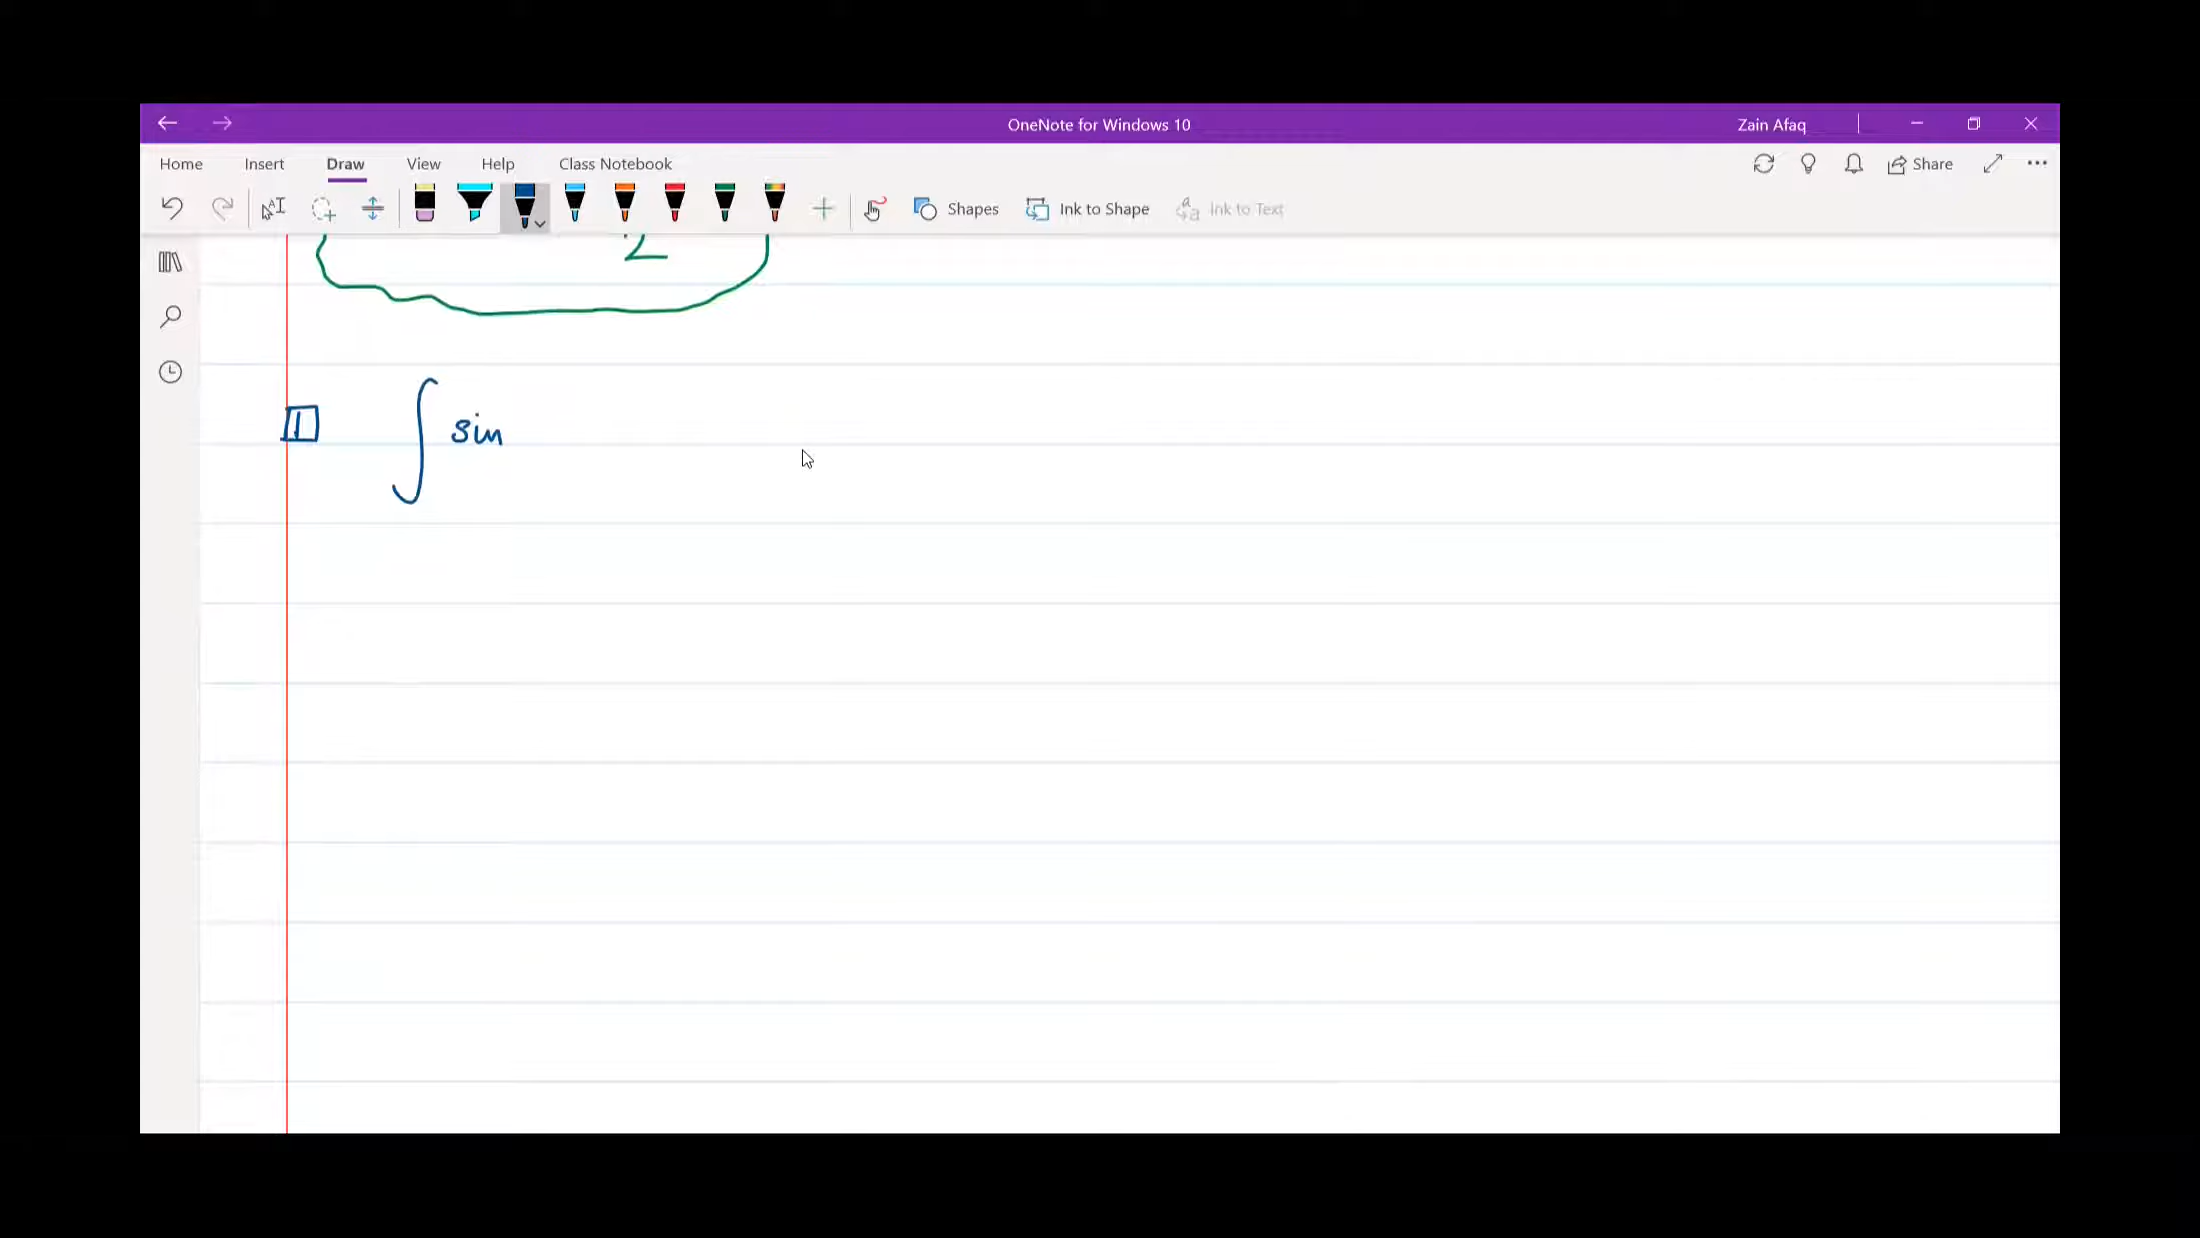 OneNote for Windows 10
Zain Afaq
Home Insert Draw View Help Class Notebook Share
Shapes Ink to Shape Ink to Text
2
1 ∫ sin